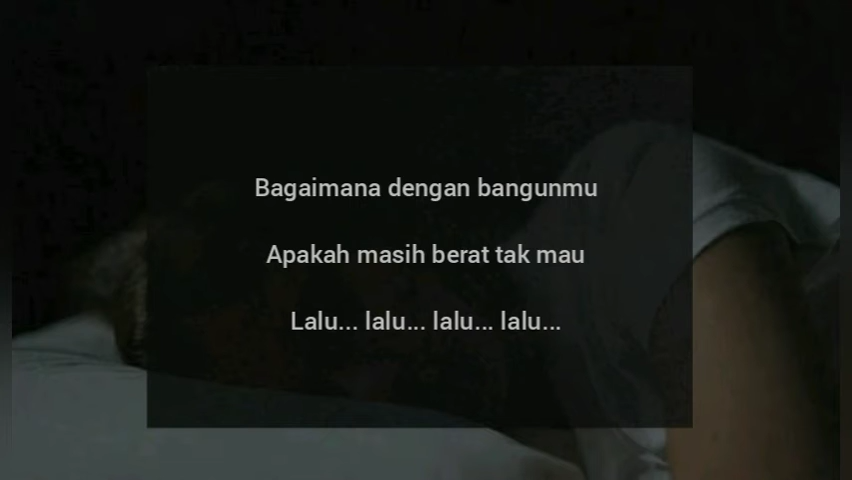 Bagaimana dengan bangunmu
Apakah masih berat tak mau
Lalu... lalu... lalu... lalu...